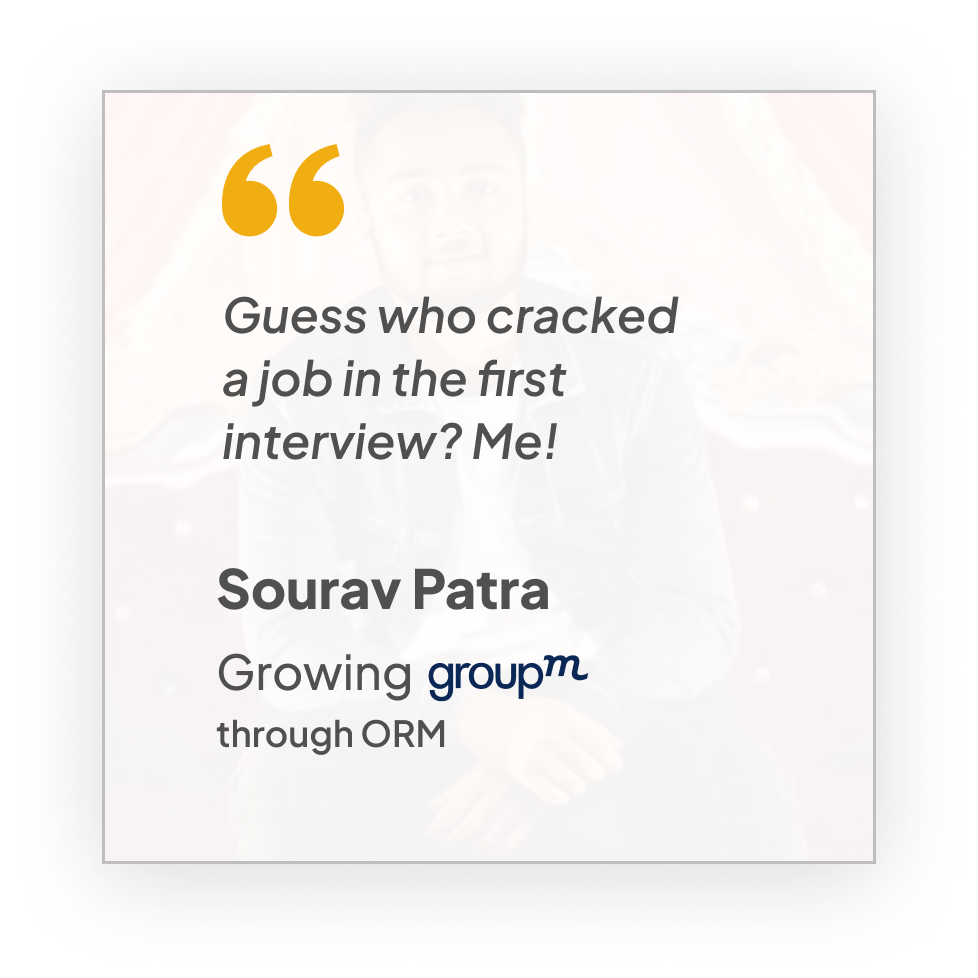 “
Guess who cracked
a job in the first
interview? Me!
Sourav Patra
Growing groupm
through ORM